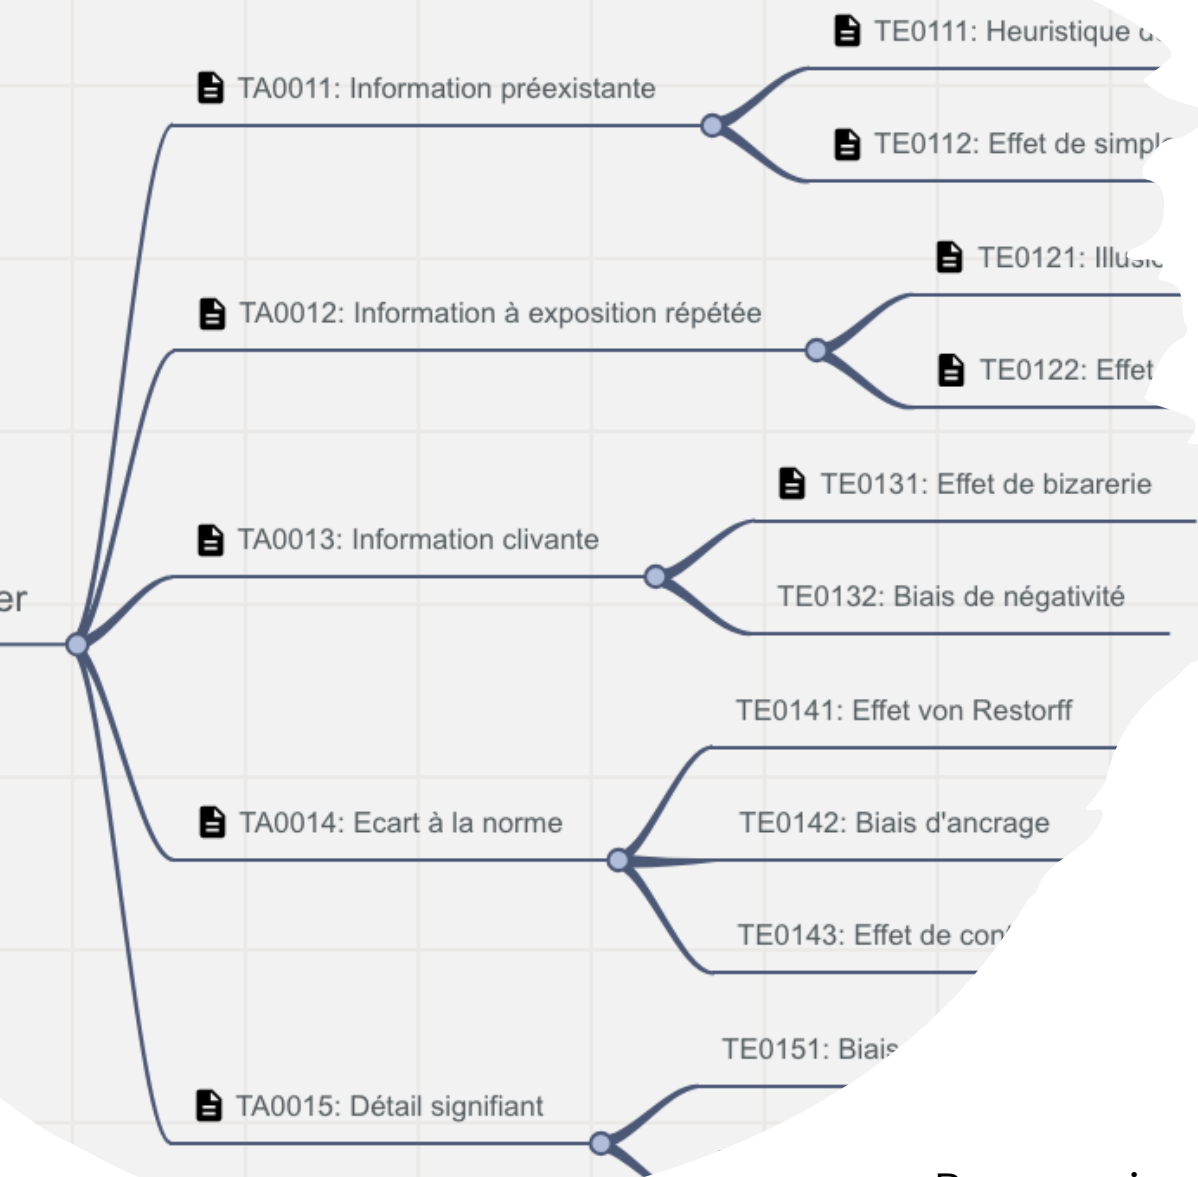 TE0111: Heuristique
TA0011: Information préexistante
TE0112: Effet de
TE0121:
TA0012: Information à exposition répétée
TE0122: Effet
TE0131: Effet de bizarerie
TA0013: Information clivante
TE0132: Biais de négativité
er
TE0141: Effet von Restorff
TA0014: Ecart à la norme
TE0142: Biais d'ancrage
TE0143: Effet de
TE0151: Biais
TA0015: Détail signifiant